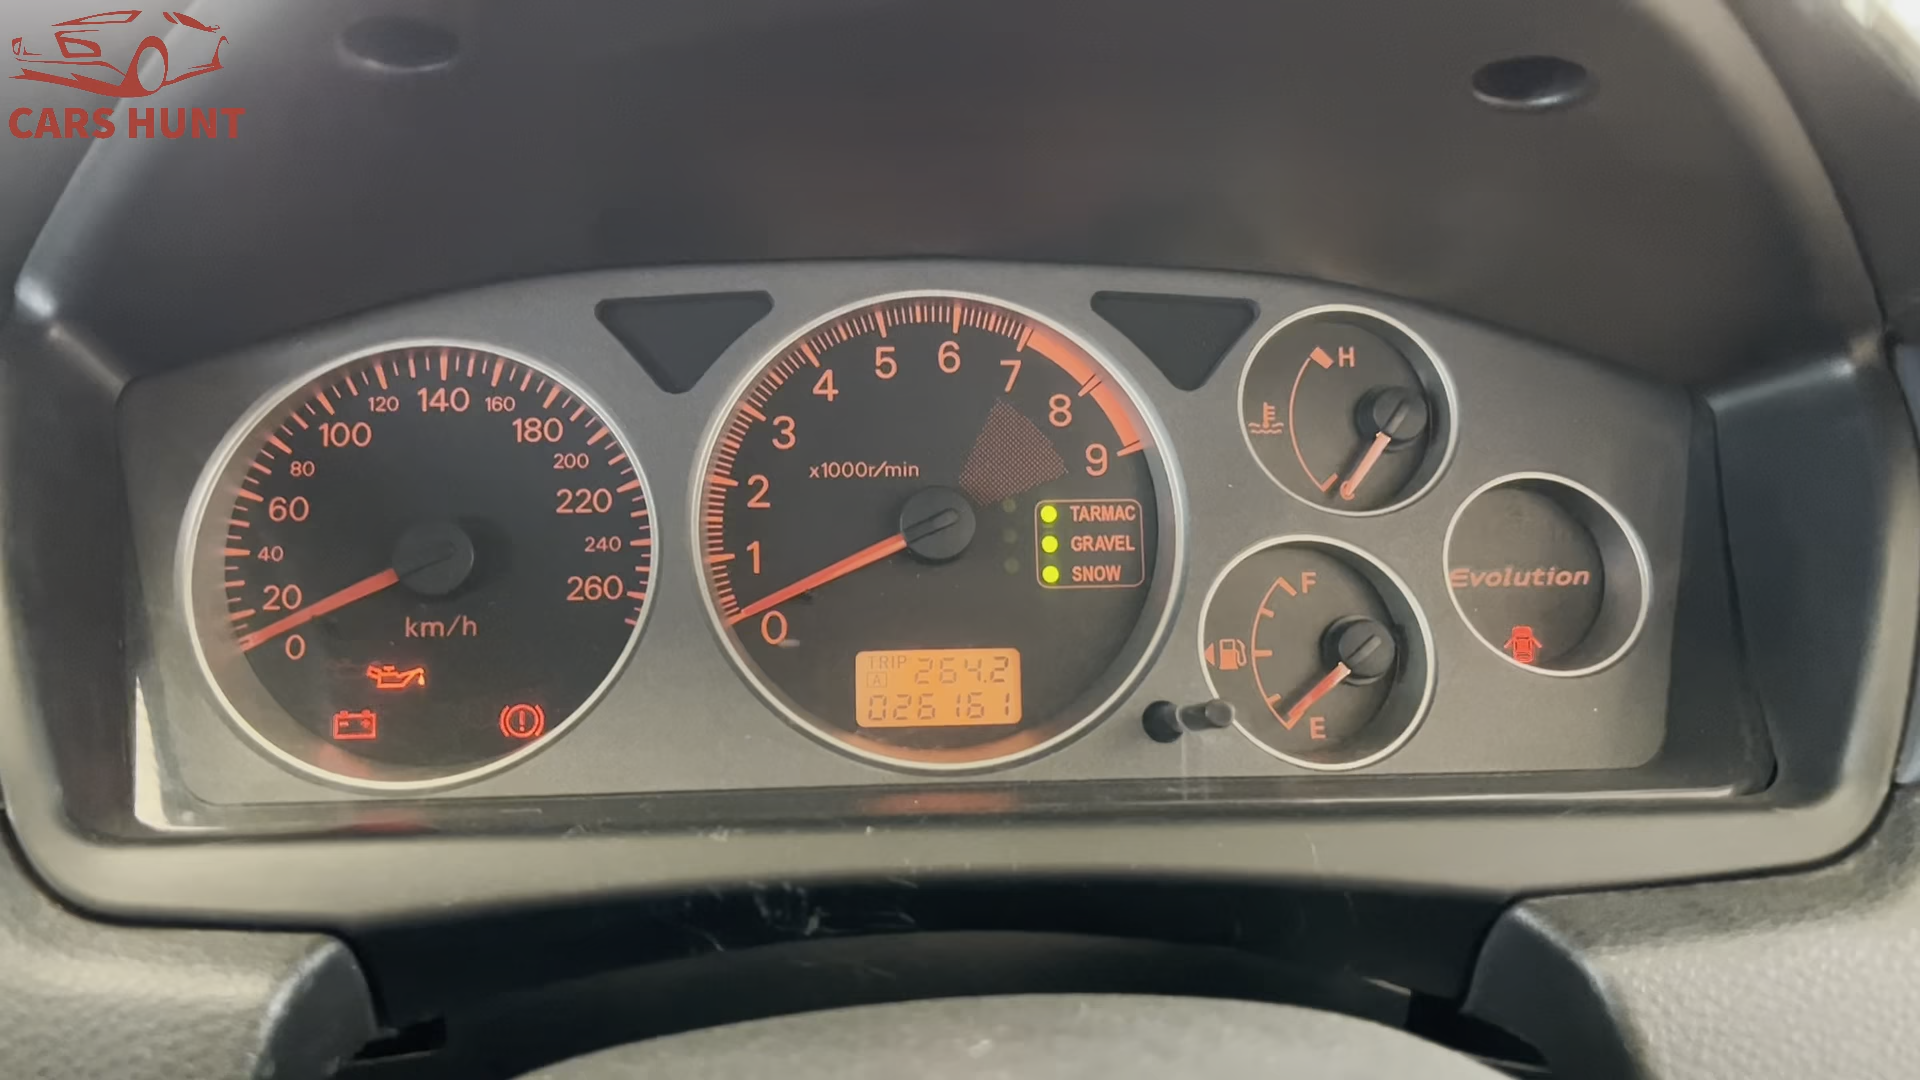 CARS HUNT
0
20
40
60
80
100
120
140
160
180
200
220
240
260
km/h
0
1
2
3
4
5
6
7
8
9
x1000r/min
TARMAC
GRAVEL
SNOW
TRIP
A 264.2
026161
H
C
F
E
Evolution